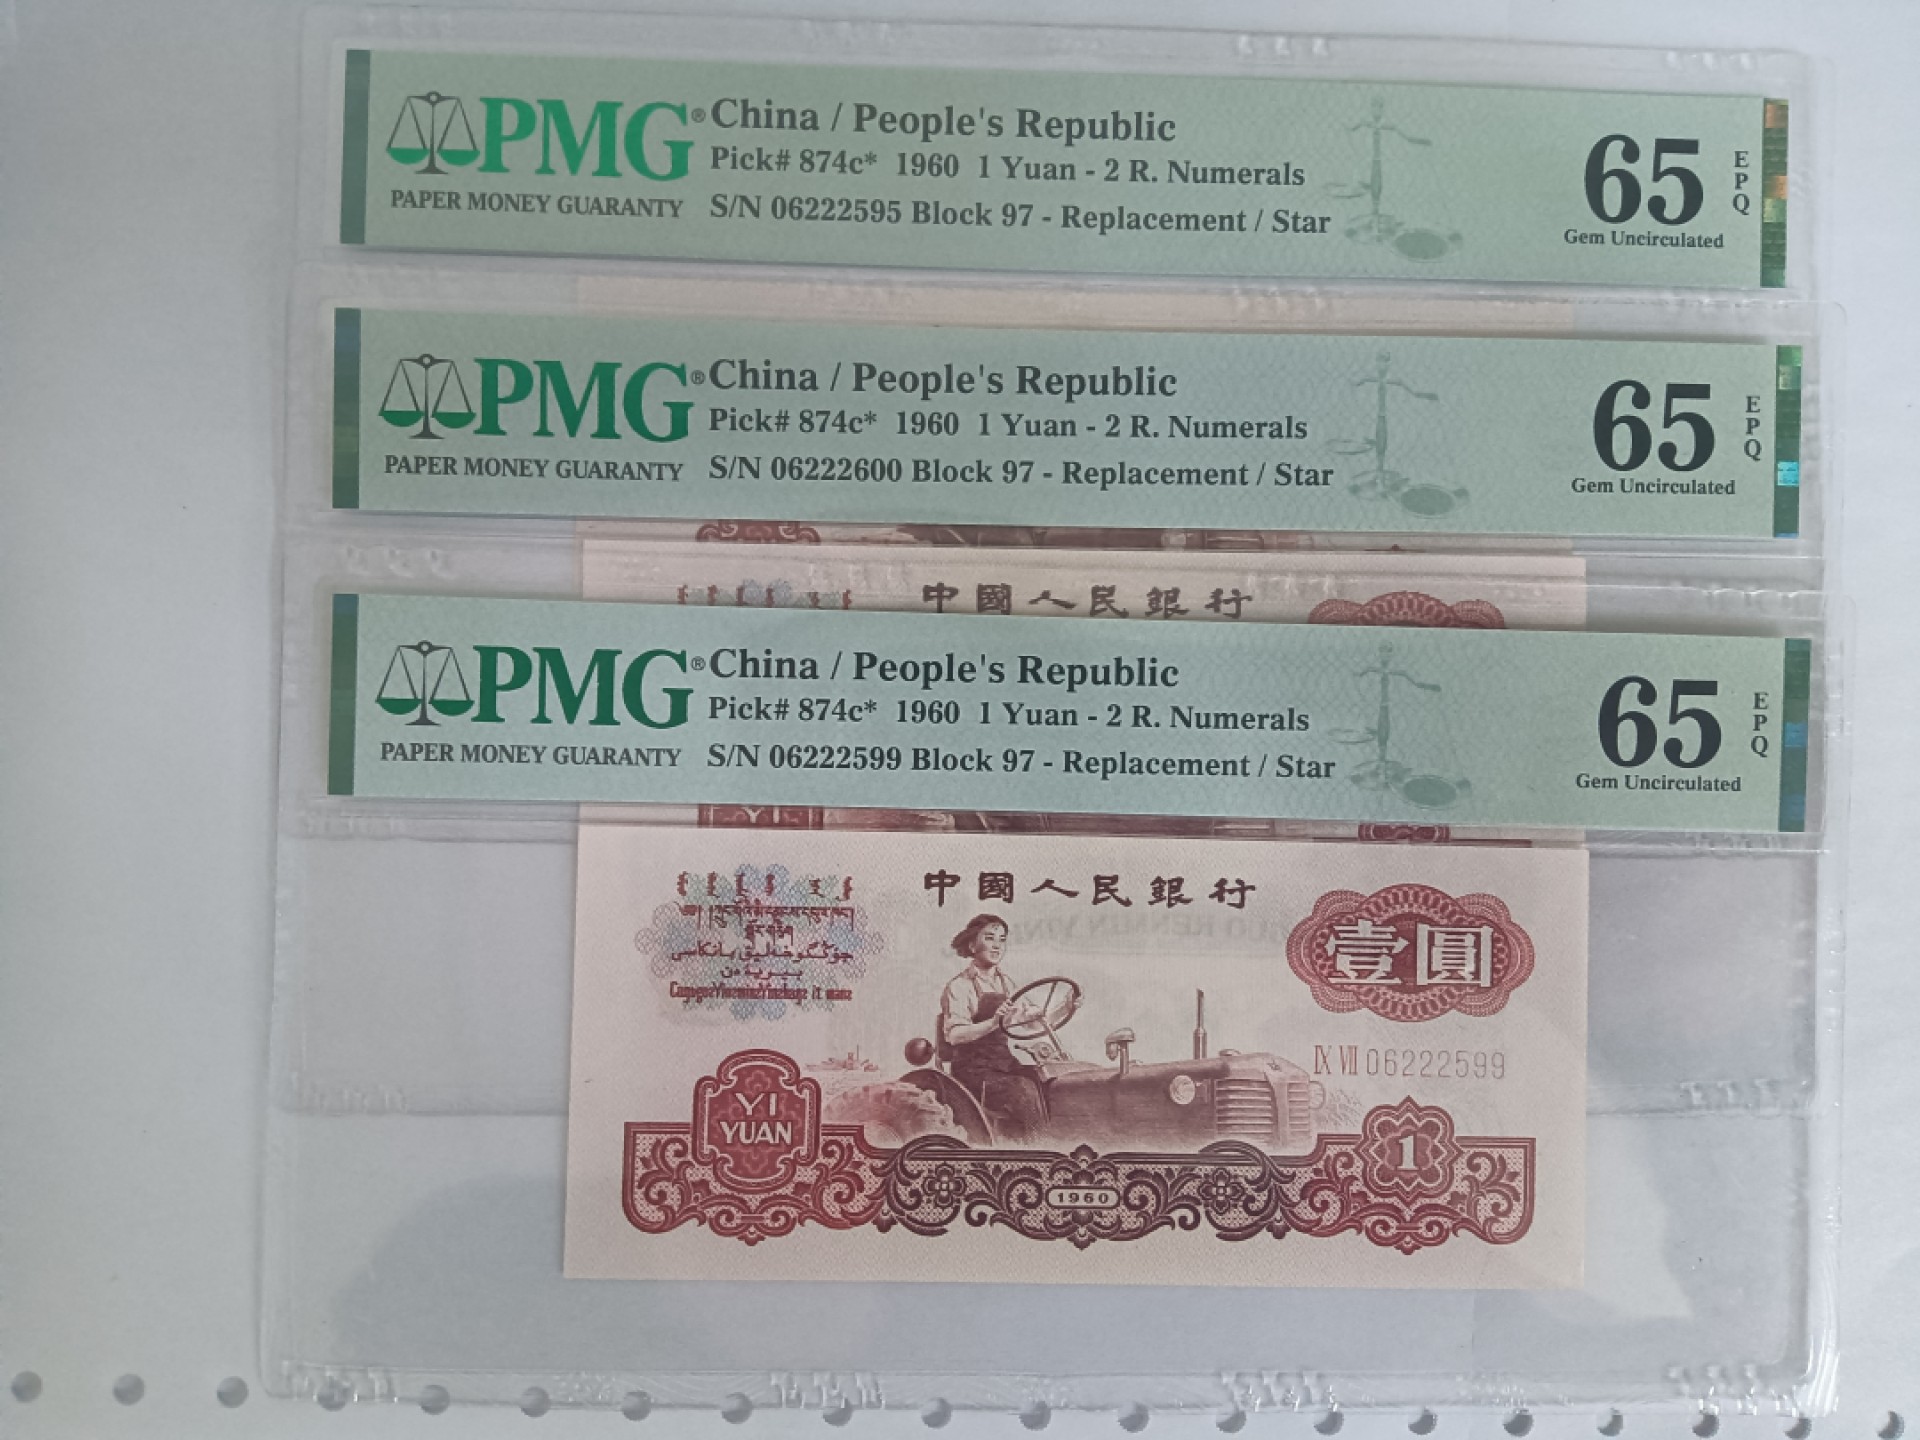 PMG® China / People's Republic
Pick# 874c* 1960 1 Yuan - 2 R. Numerals
PAPER MONEY GUARANTY S/N 06222595 Block 97 - Replacement / Star
65 EPQ
Gem Uncirculated
PMG® China / People's Republic
Pick# 874c* 1960 1 Yuan - 2 R. Numerals
PAPER MONEY GUARANTY S/N 06222600 Block 97 - Replacement / Star
65 EPQ
Gem Uncirculated
中國人民銀行
PMG® China / People's Republic
Pick# 874c* 1960 1 Yuan - 2 R. Numerals
PAPER MONEY GUARANTY S/N 06222599 Block 97 - Replacement / Star
65 EPQ
Gem Uncirculated
YI
中國人民銀行
壹圓
IX VII 06222599
YI
YUAN
1960
1